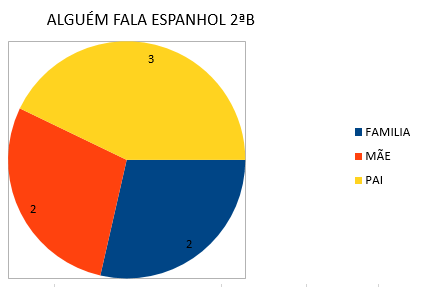 ALGUÉM FALA ESPANHOL 2ªB
3
2
2
FAMILIA
MÃE
PAI